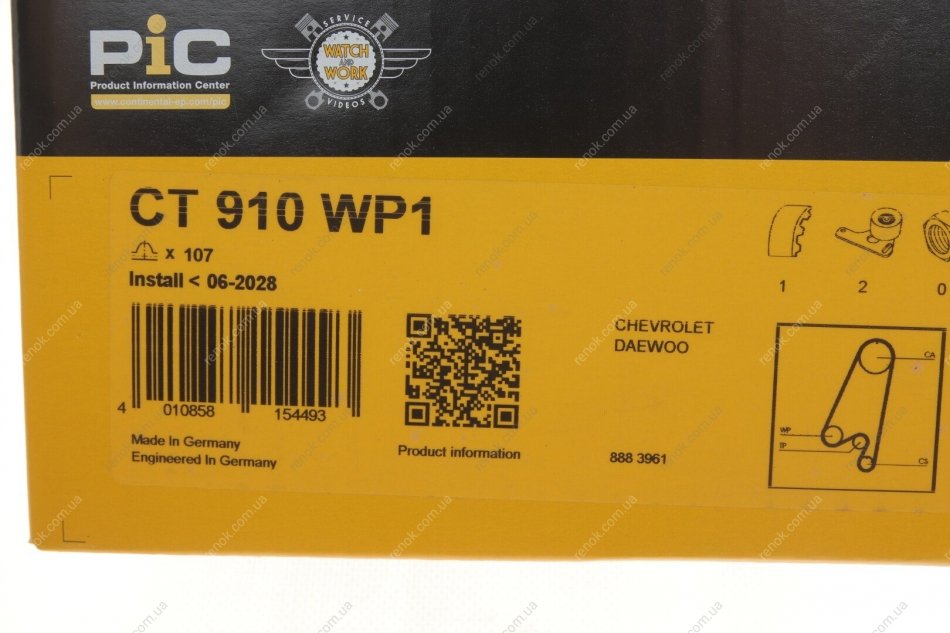 PiC
Product Information Center
www.continental-ep.com/pic
SERVICE
WATCH
AND
WORK
VIDEOS
CT 910 WP1
x 107
Install < 06-2028
4 010858 154493
Made In Germany
Engineered In Germany
Product information
CHEVROLET
DAEWOO
888 3961
1 2 0
CA
WP
TP
CS
renok.com.ua